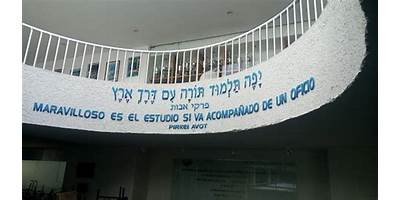 יָפֶה תַּלְמוּד תּוֹרָה עִם דֶּרֶךְ אֶרֶץ
פרקי אבות
MARAVILLOSO ES EL ESTUDIO SI VA ACOMPAÑADO DE UN OFICIO
PIRKEI AVOT